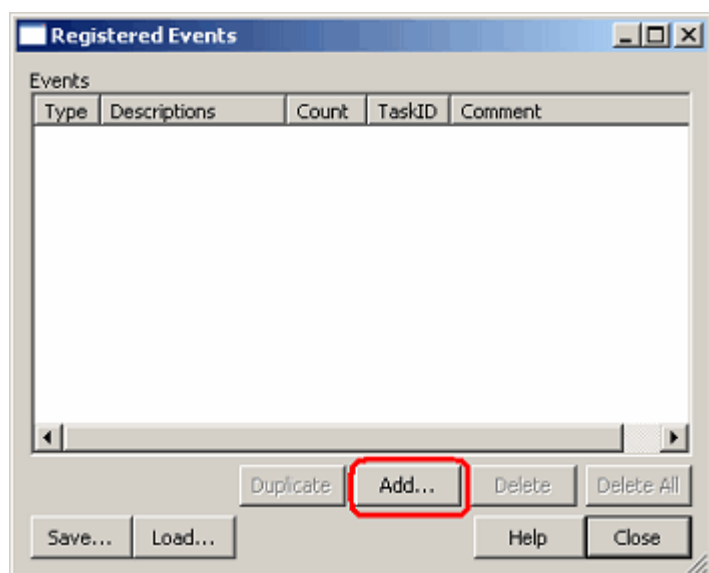 Registered Events
Events
Type Descriptions Count TaskID Comment
Duplicate Add... Delete Delete All
Save... Load... Help Close